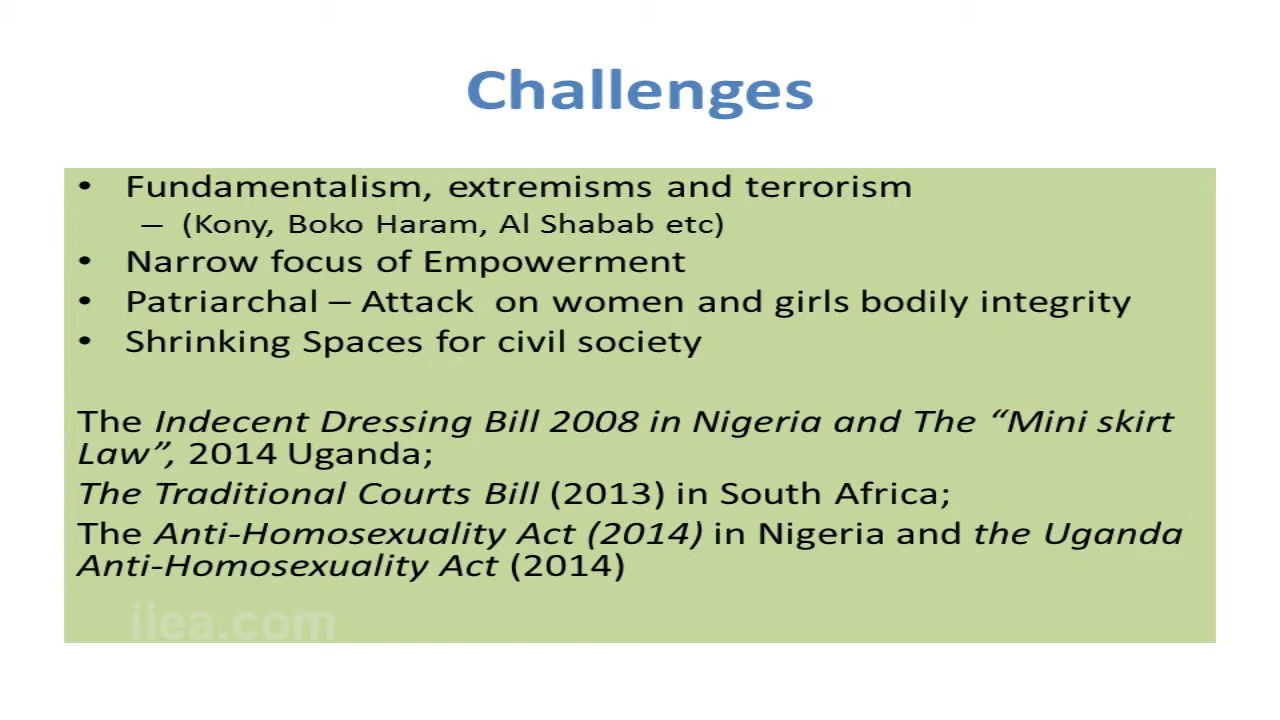 Challenges
• Fundamentalism, extremisms and terrorism
– (Kony, Boko Haram, Al Shabab etc)
• Narrow focus of Empowerment
• Patriarchal – Attack on women and girls bodily integrity
• Shrinking Spaces for civil society
The Indecent Dressing Bill 2008 in Nigeria and The “Mini skirt
Law”, 2014 Uganda;
The Traditional Courts Bill (2013) in South Africa;
The Anti-Homosexuality Act (2014) in Nigeria and the Uganda
Anti-Homosexuality Act (2014)
iiea.com